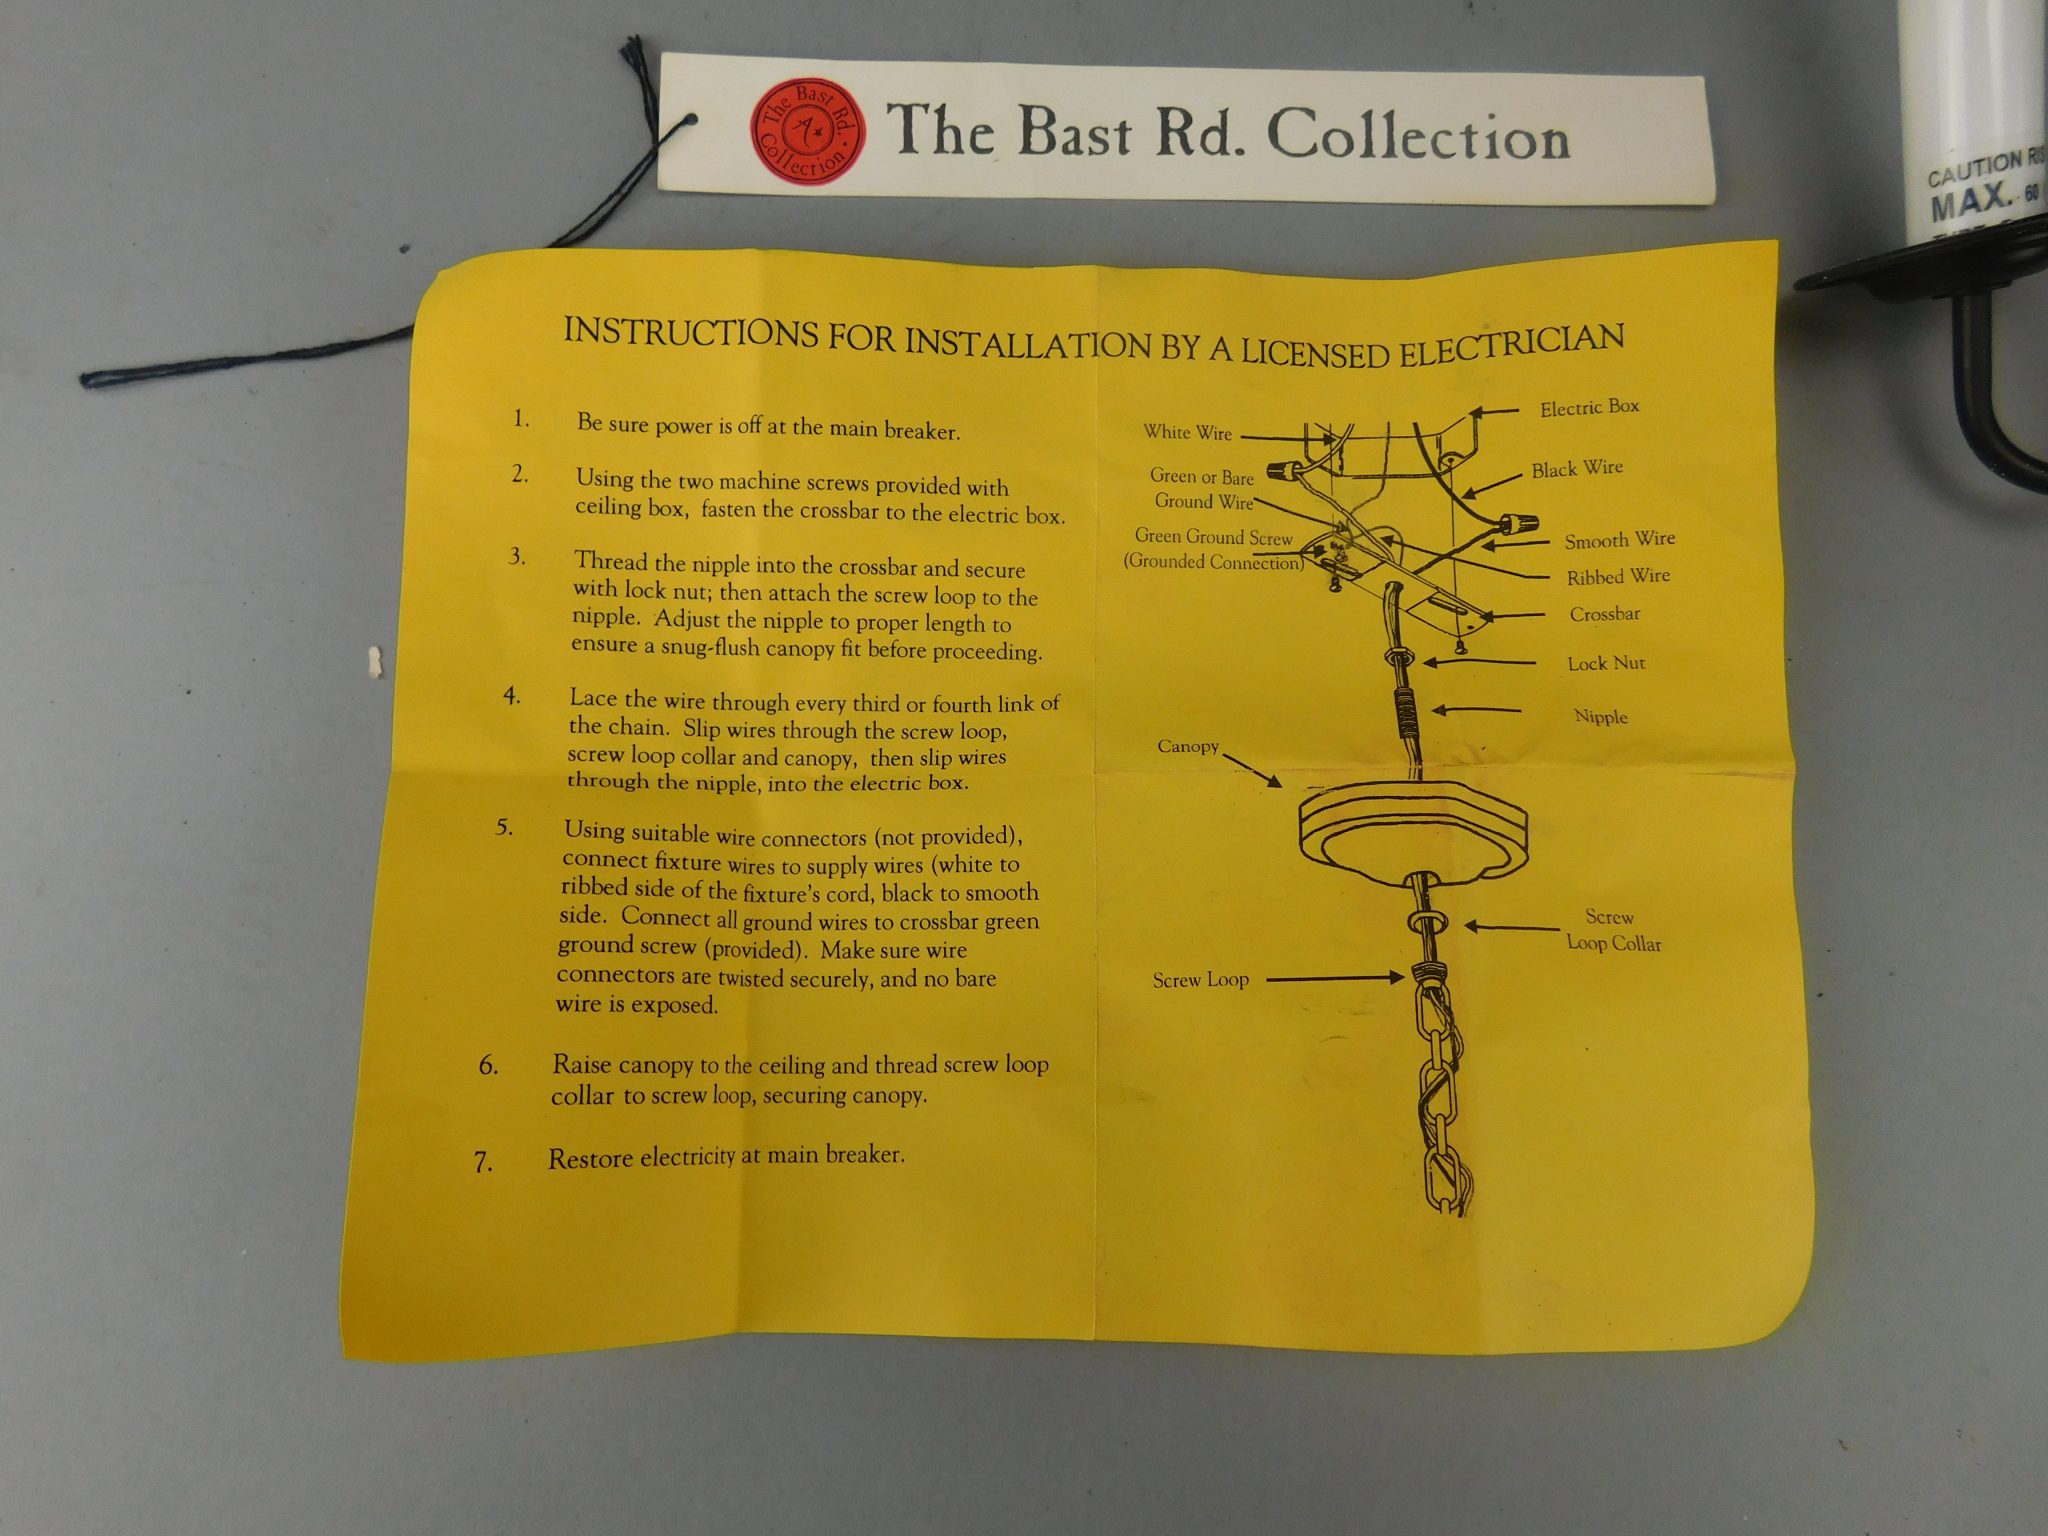 The Bast Rd. Collection
The Bast Rd. Collection
CAUTION
MAX. 60
INSTRUCTIONS FOR INSTALLATION BY A LICENSED ELECTRICIAN
1. Be sure power is off at the main breaker.
2. Using the two machine screws provided with
ceiling box, fasten the crossbar to the electric box.
3. Thread the nipple into the crossbar and secure
with lock nut; then attach the screw loop to the
nipple. Adjust the nipple to proper length to
ensure a snug-flush canopy fit before proceeding.
4. Lace the wire through every third or fourth link of
the chain. Slip wires through the screw loop,
screw loop collar and canopy, then slip wires
through the nipple, into the electric box.
5. Using suitable wire connectors (not provided),
connect fixture wires to supply wires (white to
ribbed side of the fixture's cord, black to smooth
side. Connect all ground wires to crossbar green
ground screw (provided). Make sure wire
connectors are twisted securely, and no bare
wire is exposed.
6. Raise canopy to the ceiling and thread screw loop
collar to screw loop, securing canopy.
7. Restore electricity at main breaker.
Electric Box
White Wire
Black Wire
Green or Bare
Ground Wire
Green Ground Screw
(Grounded Connection)
Smooth Wire
Ribbed Wire
Crossbar
Lock Nut
Nipple
Canopy
Screw
Loop Collar
Screw Loop